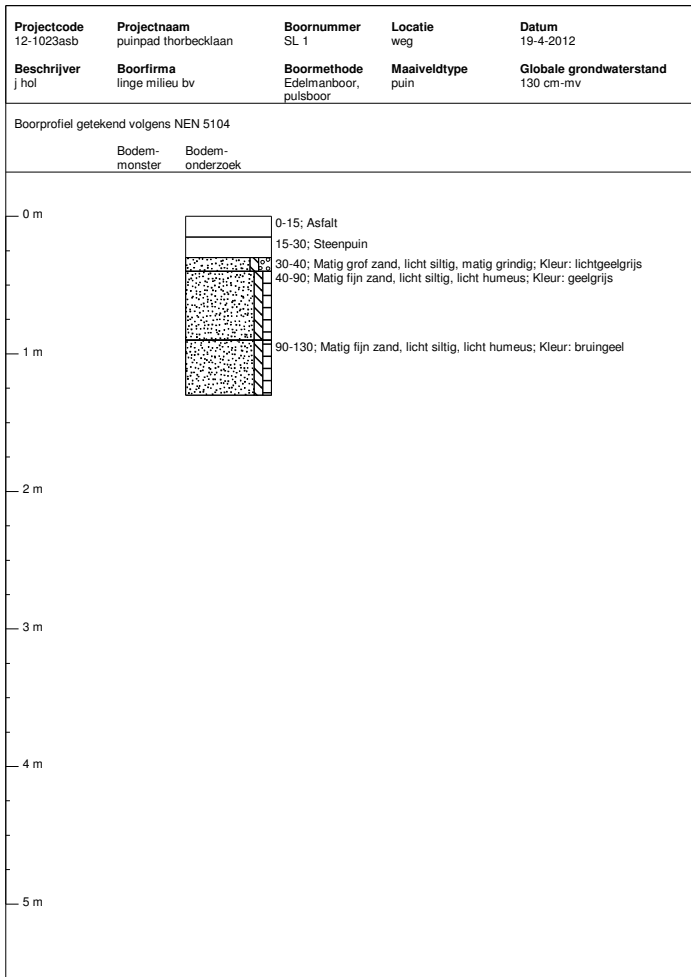 Projectcode Projectnaam Boornummer Locatie Datum
12-1023asb puinpad thorbecklaan SL 1 weg 19-4-2012
Beschrijver Boorfirma Boormethode Maaiveldtype Globale grondwaterstand
j hol linge milieu bv Edelmanboor, puin 130 cm-mv
pulsboor
Boorprofiel getekend volgens NEN 5104
Bodem- Bodem-
monster onderzoek
0 m
0-15; Asfalt
15-30; Steenpuin
30-40; Matig grof zand, licht siltig, matig grindig; Kleur: lichtgeelgrijs
40-90; Matig fijn zand, licht siltig, licht humeus; Kleur: geelgrijs
90-130; Matig fijn zand, licht siltig, licht humeus; Kleur: bruingeel
1 m
2 m
3 m
4 m
5 m